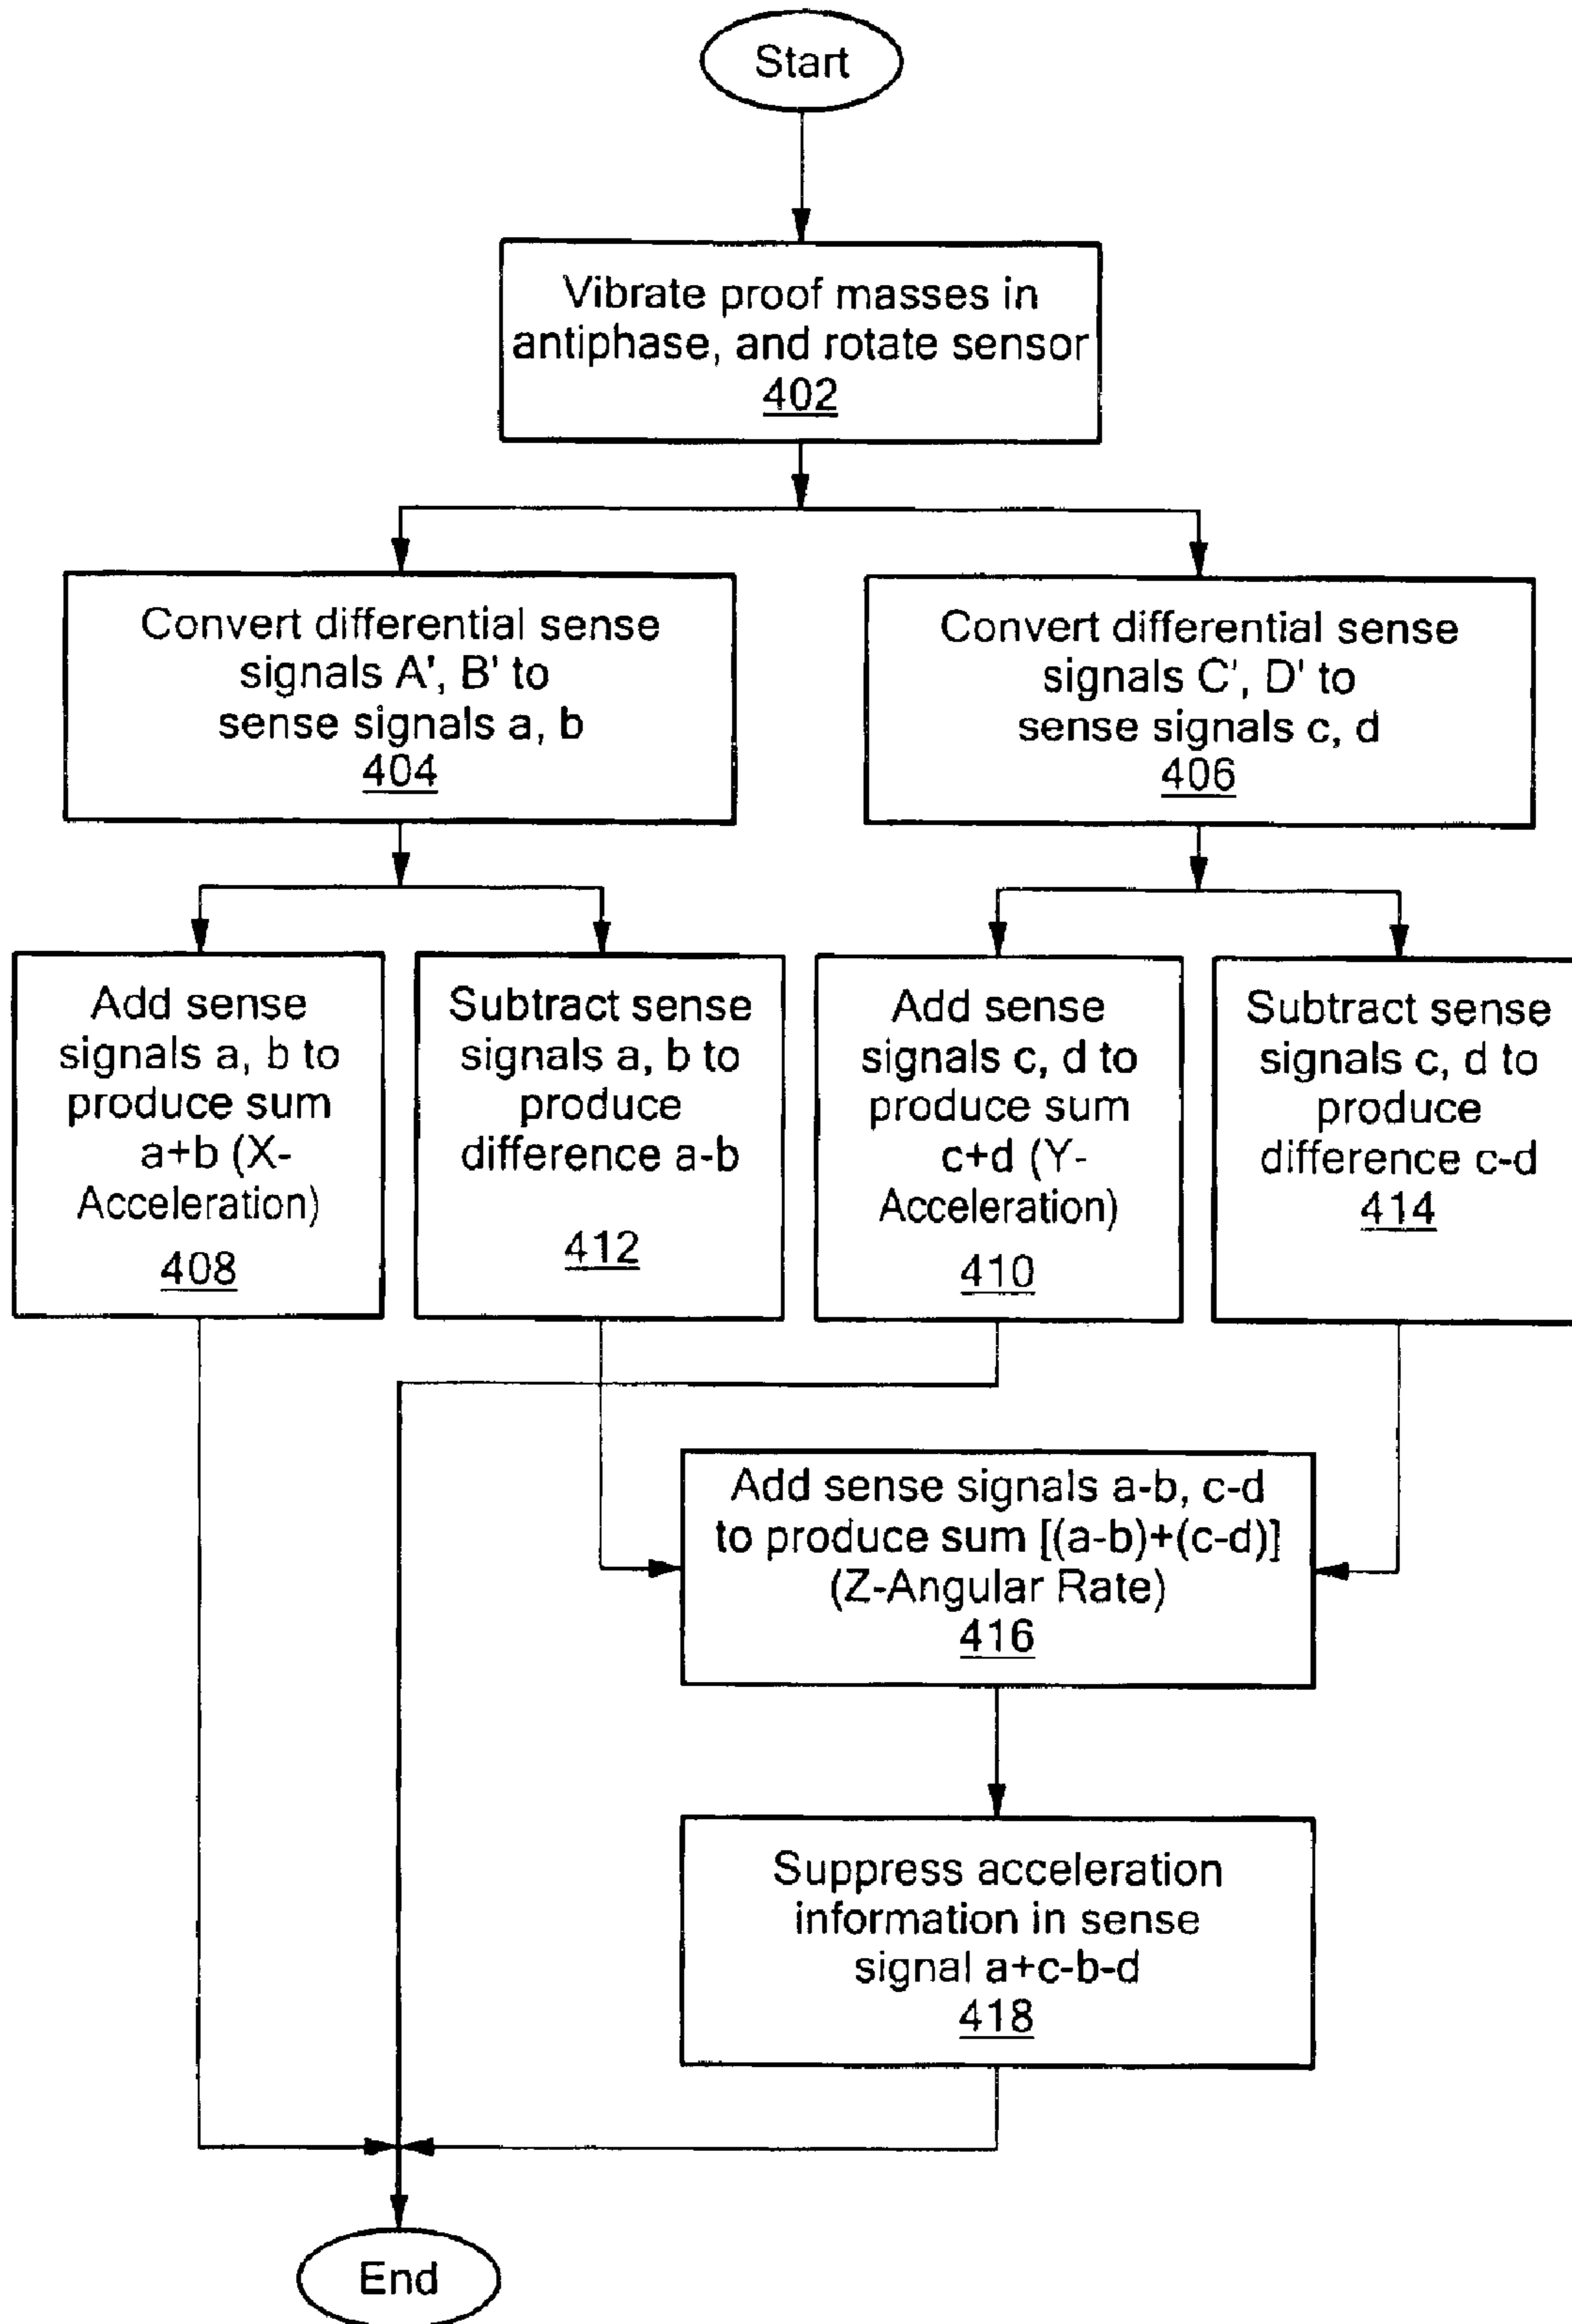 Start
Vibrate proof masses in
antiphase, and rotate sensor
402
Convert differential sense
signals A', B' to
sense signals a, b
404
Convert differential sense
signals C', D' to
sense signals c, d
406
Add sense
signals a, b to
produce sum
a+b (X-
Acceleration)
408
Subtract sense
signals a, b to
produce
difference a-b
412
Add sense
signals c, d to
produce sum
c+d (Y-
Acceleration)
410
Subtract sense
signals c, d to
produce
difference c-d
414
Add sense signals a-b, c-d
to produce sum [(a-b)+(c-d)]
(Z-Angular Rate)
416
Suppress acceleration
information in sense
signal a+c-b-d
418
End